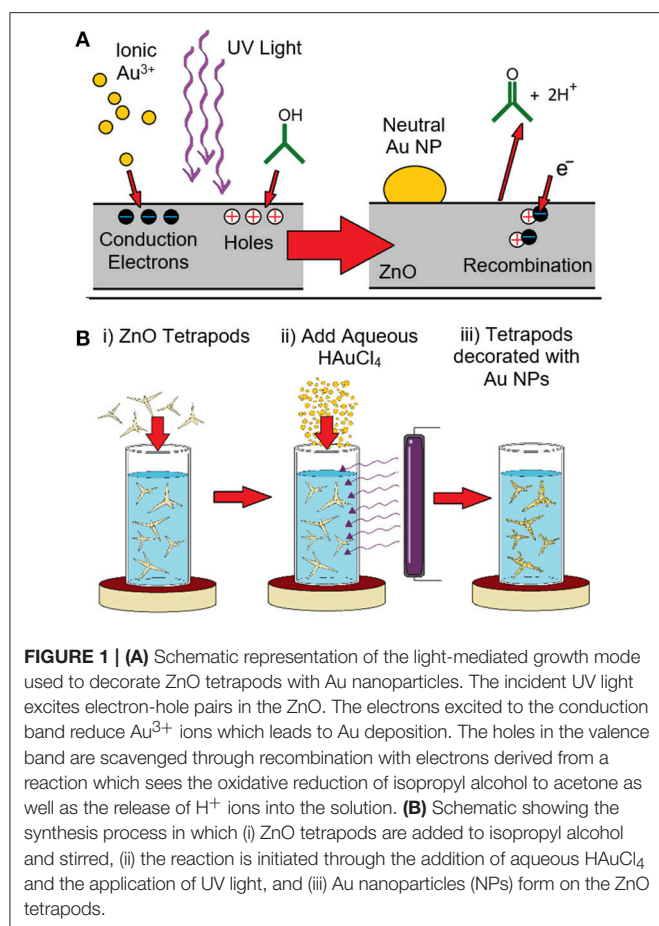 A
Ionic
Au³⁺
UV Light
OH
O
+ 2H⁺
Neutral
Au NP
e⁻
Conduction
Electrons
Holes
ZnO
Recombination
B i) ZnO Tetrapods
ii) Add Aqueous
HAuCl₄
iii) Tetrapods
decorated with
Au NPs
FIGURE 1 | (A) Schematic representation of the light-mediated growth mode
used to decorate ZnO tetrapods with Au nanoparticles. The incident UV light
excites electron-hole pairs in the ZnO. The electrons excited to the conduction
band reduce Au³⁺ ions which leads to Au deposition. The holes in the valence
band are scavenged through recombination with electrons derived from a
reaction which sees the oxidative reduction of isopropyl alcohol to acetone as
well as the release of H⁺ ions into the solution. (B) Schematic showing the
synthesis process in which (i) ZnO tetrapods are added to isopropyl alcohol
and stirred, (ii) the reaction is initiated through the addition of aqueous HAuCl₄
and the application of UV light, and (iii) Au nanoparticles (NPs) form on the ZnO
tetrapods.